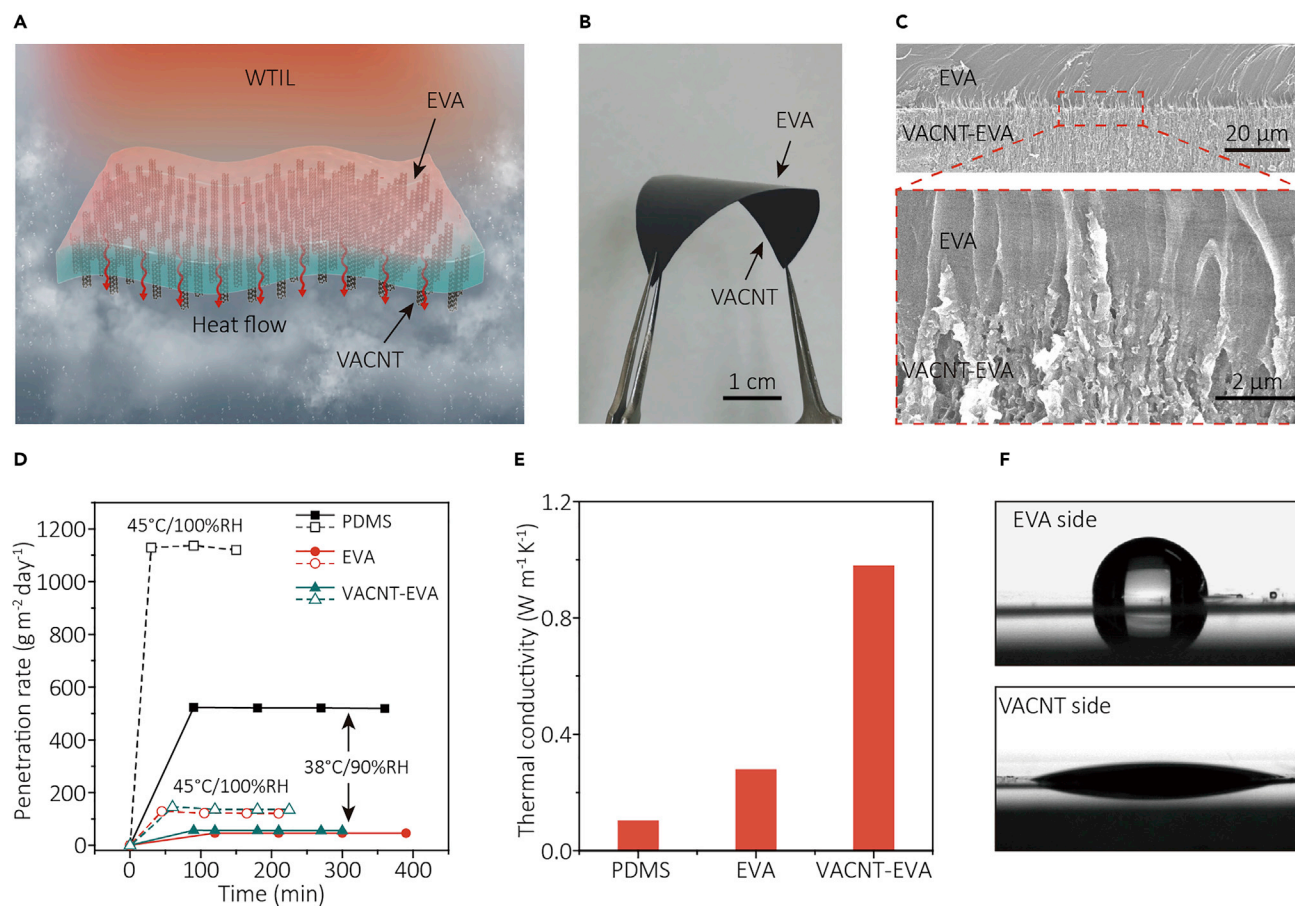 A
WTIL
EVA
Heat flow
VACNT
B
EVA
VACNT
1 cm
C
EVA
VACNT-EVA
20 μm
EVA
VACNT-EVA
2 μm
D
Penetration rate (g m⁻² day⁻¹)
1200
1000
800
600
400
200
0
45°C/100%RH
PDMS
EVA
VACNT-EVA
38°C/90%RH
45°C/100%RH
0 100 200 300 400
Time (min)
E
Thermal conductivity (W m⁻¹ K⁻¹)
1.2
0.8
0.4
0.0
PDMS EVA VACNT-EVA
F
EVA side
VACNT side